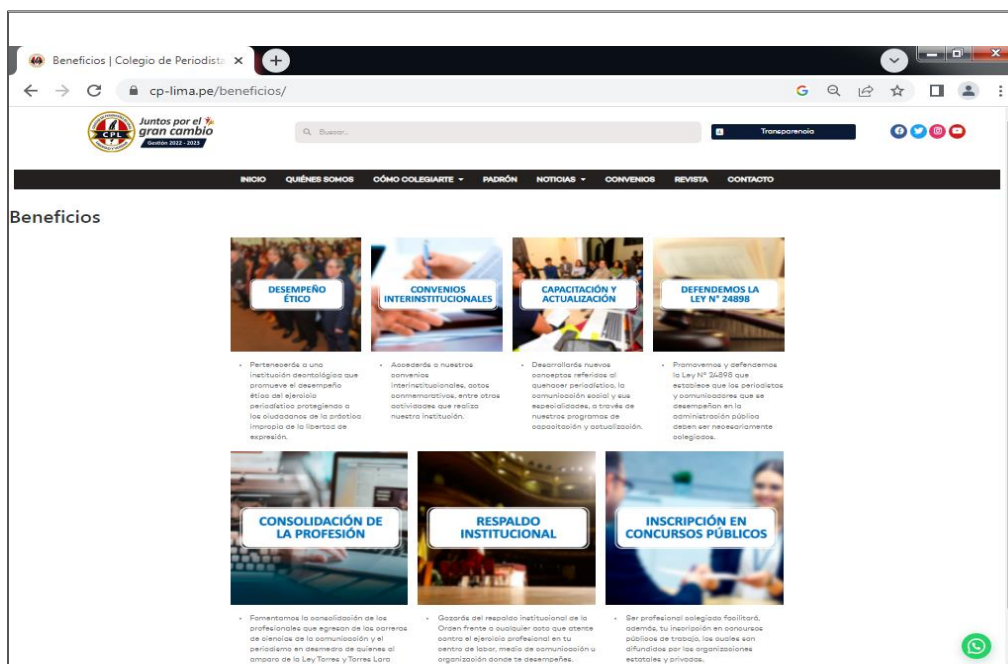 Beneficios | Colegio de Periodista
cp-lima.pe/beneficios/
CPL
Juntos por el
gran cambio
Gestión 2022 - 2023
Buscar...
Transparencia
INICIO QUIÉNES SOMOS CÓMO COLEGIARTE PADRÓN NOTICIAS CONVENIOS REVISTA CONTACTO
Beneficios
DESEMPEÑO
ÉTICO
Pertenecerás a una
institución deontológica que
promueve el desempeño
ético del ejercicio
periodístico protegiendo a
los ciudadanos de la práctica
impropia de la libertad de
expresión.
CONVENIOS
INTERINSTITUCIONALES
Accederás a nuestros
convenios
interinstitucionales, actos
conmemorativos, entre otras
actividades que realiza
nuestra institución.
CAPACITACIÓN Y
ACTUALIZACIÓN
Desarrollarás nuevos
conceptos referidos al
quehacer periodístico, la
comunicación social y sus
especialidades, a través de
nuestros programas de
capacitación y actualización.
DEFENDEMOS LA
LEY N° 24898
Promovemos y defendemos
la Ley N° 24898 que
establece que los periodistas
y comunicadores que se
desempeñan en la
administración pública
deben ser necesariamente
colegiados.
CONSOLIDACIÓN DE
LA PROFESIÓN
Fomentamos la consolidación de los
profesionales que egresan de las carreras
de ciencias de la comunicación y el
periodismo en desmedro de quienes al
amparo de la Ley Torres y Torres Lara
RESPALDO
INSTITUCIONAL
Gozarás del respaldo institucional de la
Orden frente a cualquier acto que atente
contra el ejercicio profesional en tu
centro de labor, medio de comunicación u
organización donde te desempeñes.
INSCRIPCIÓN EN
CONCURSOS PÚBLICOS
Ser profesional colegiado facilitará,
además, tu inscripción en concursos
públicos de trabajo, los cuales son
difundidos por las organizaciones
estatales y privadas.